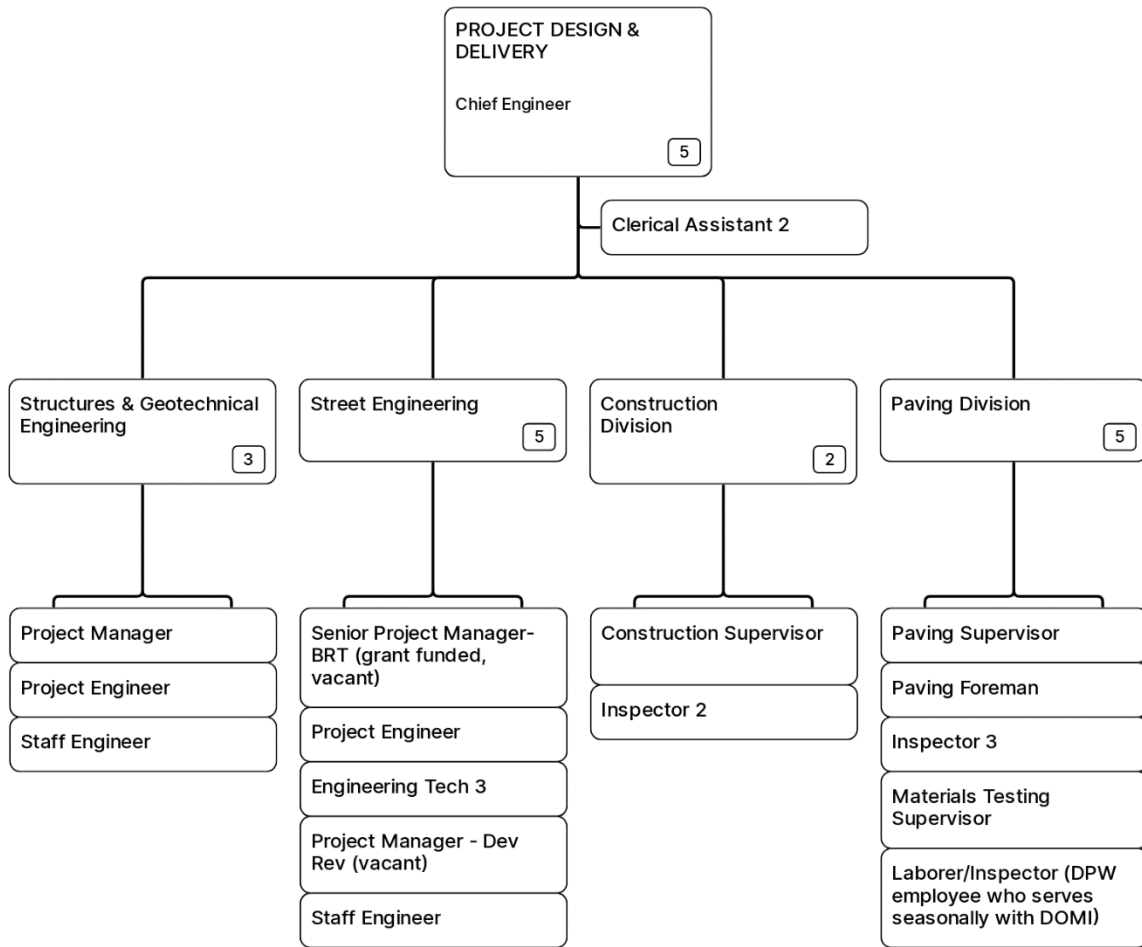 PROJECT DESIGN &
DELIVERY
Chief Engineer
5
Clerical Assistant 2
Structures & Geotechnical
Engineering
3
Street Engineering
5
Construction
Division
2
Paving Division
5
Project Manager
Project Engineer
Staff Engineer
Senior Project Manager-
BRT (grant funded,
vacant)
Project Engineer
Engineering Tech 3
Project Manager - Dev
Rev (vacant)
Staff Engineer
Construction Supervisor
Inspector 2
Paving Supervisor
Paving Foreman
Inspector 3
Materials Testing
Supervisor
Laborer/Inspector (DPW
employee who serves
seasonally with DOMI)